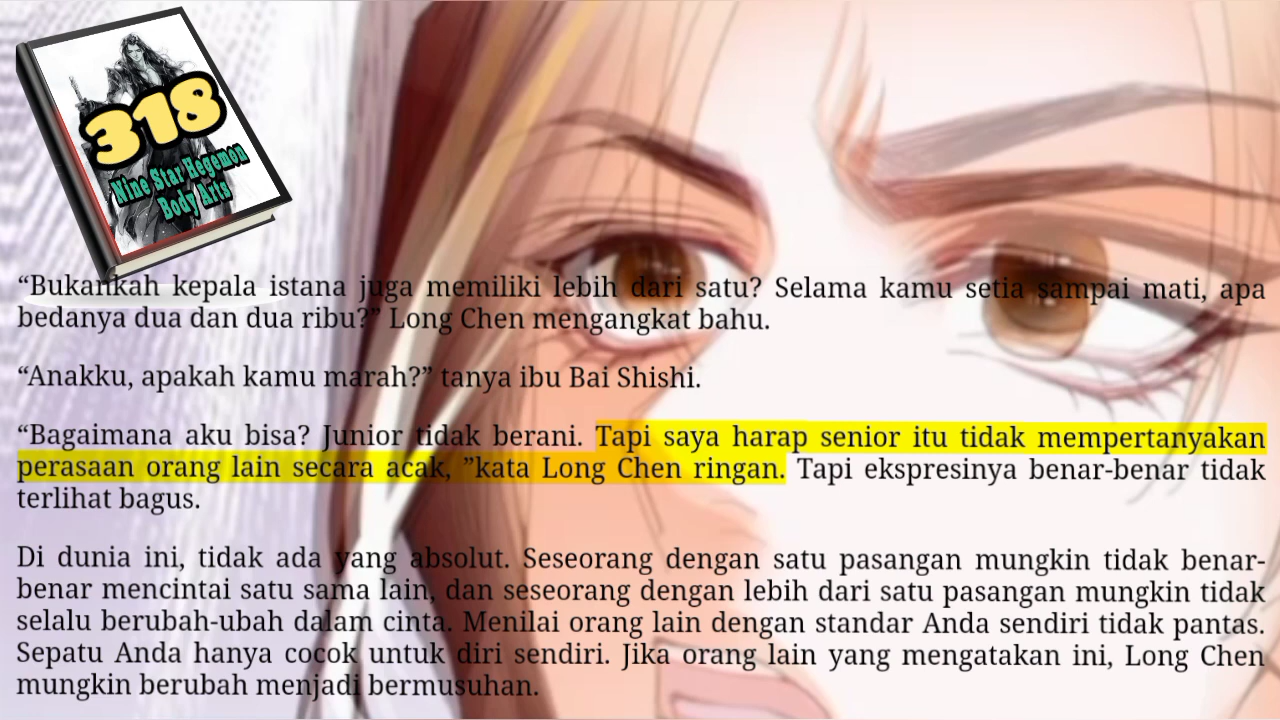 318
Nine Star Hegemon
Body Arts
“Bukankah kepala istana juga memiliki lebih dari satu? Selama kamu setia sampai mati, apa
bedanya dua dan dua ribu?” Long Chen mengangkat bahu.
“Anakku, apakah kamu marah?” tanya ibu Bai Shishi.
“Bagaimana aku bisa? Junior tidak berani. Tapi saya harap senior itu tidak mempertanyakan
perasaan orang lain secara acak, ”kata Long Chen ringan. Tapi ekspresinya benar-benar tidak
terlihat bagus.
Di dunia ini, tidak ada yang absolut. Seseorang dengan satu pasangan mungkin tidak benar-
benar mencintai satu sama lain, dan seseorang dengan lebih dari satu pasangan mungkin tidak
selalu berubah-ubah dalam cinta. Menilai orang lain dengan standar Anda sendiri tidak pantas.
Sepatu Anda hanya cocok untuk diri sendiri. Jika orang lain yang mengatakan ini, Long Chen
mungkin berubah menjadi bermusuhan.